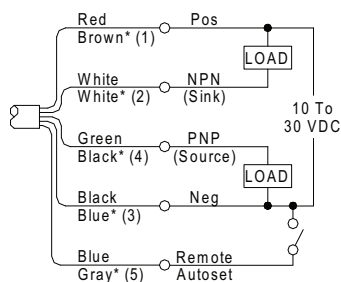 Red Pos
Brown* (1)
LOAD
White NPN
White* (2) (Sink)
10 To
30 VDC
Green PNP
Black* (4) (Source)
LOAD
Black Neg
Blue* (3)
Blue Remote
Gray* (5) Autoset